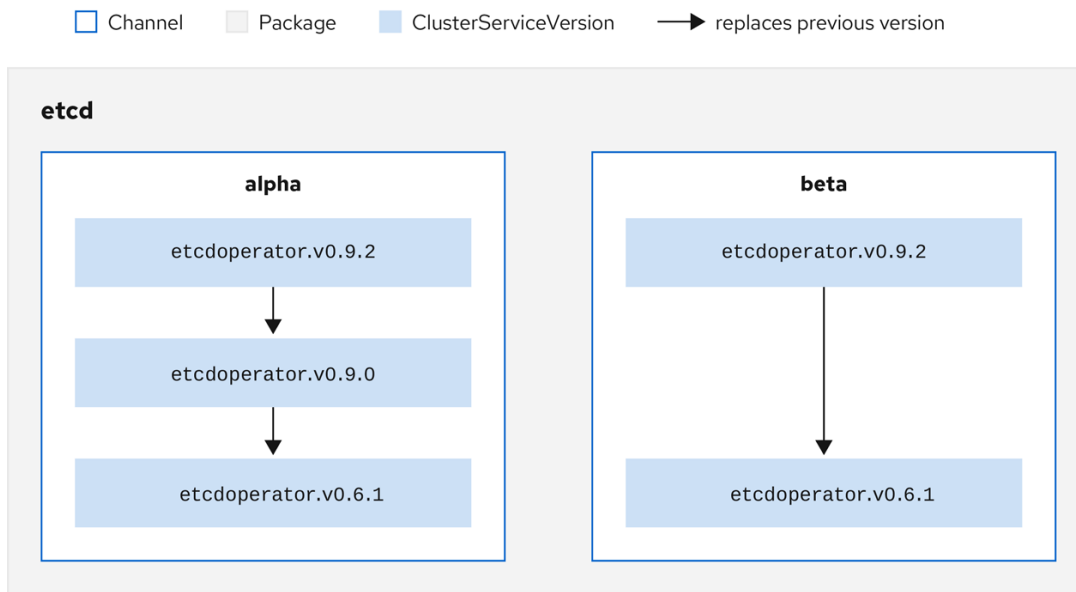 Channel Package ClusterServiceVersion replaces previous version
etcd
alpha
etcdoperator.v0.9.2
etcdoperator.v0.9.0
etcdoperator.v0.6.1
beta
etcdoperator.v0.9.2
etcdoperator.v0.6.1